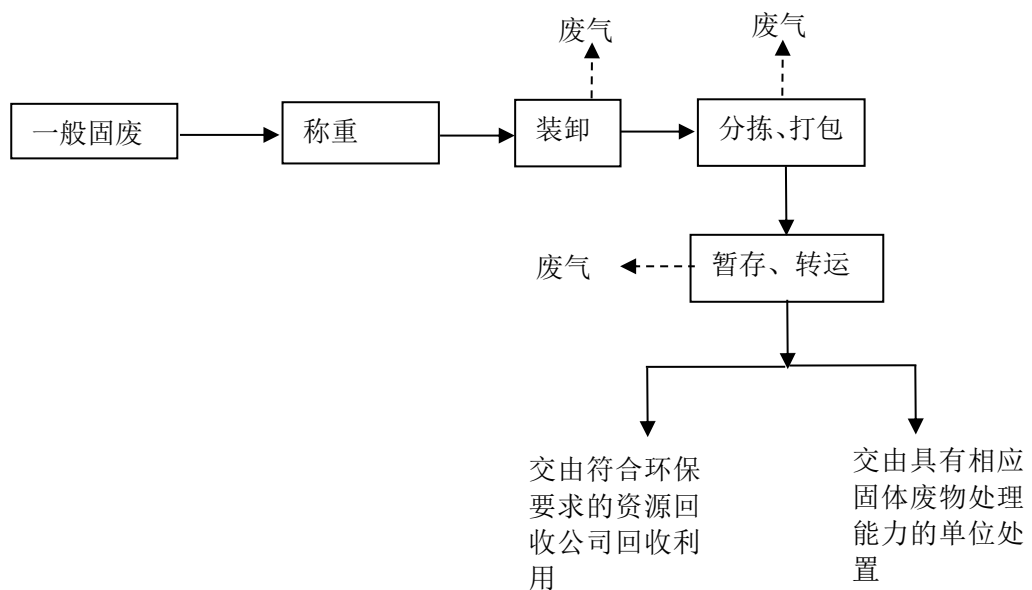 废气
废气
一般固废
称重
装卸
分拣、打包
废气
暂存、转运
交由符合环保
要求的资源回
收公司回收利
用
交由具有相应
固体废物处理
能力的单位处
置